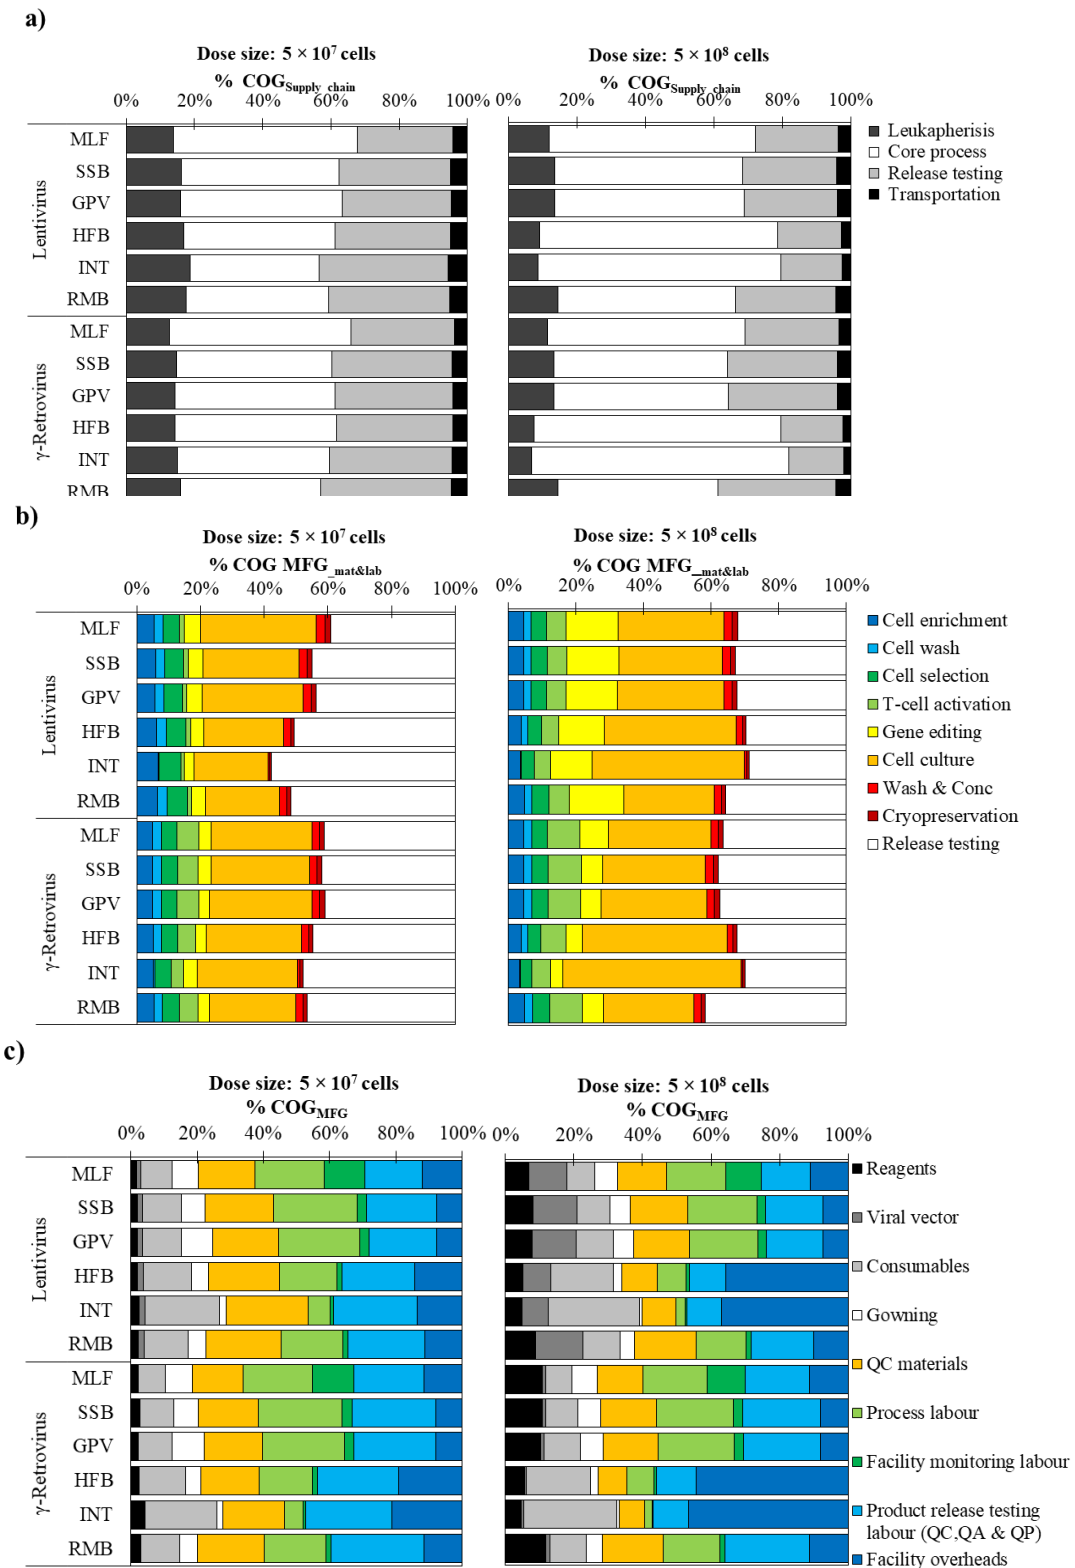 a)
Dose size: 5 × 10⁷ cells
% COG Supply chain
0% 20% 40% 60% 80% 100%
Dose size: 5 × 10⁸ cells
% COG Supply chain
0% 20% 40% 60% 80% 100%
Lentivirus
MLF
SSB
GPV
HFB
INT
RMB
γ-Retrovirus
MLF
SSB
GPV
HFB
INT
RMB
Leukapherisis
Core process
Release testing
Transportation
b)
Dose size: 5 × 10⁷ cells
% COG MFG_mat&lab
0% 20% 40% 60% 80% 100%
Dose size: 5 × 10⁸ cells
% COG MFG_mat&lab
0% 20% 40% 60% 80% 100%
Lentivirus
MLF
SSB
GPV
HFB
INT
RMB
γ-Retrovirus
MLF
SSB
GPV
HFB
INT
RMB
Cell enrichment
Cell wash
Cell selection
T-cell activation
Gene editing
Cell culture
Wash & Conc
Cryopreservation
Release testing
c)
Dose size: 5 × 10⁷ cells
% COG MFG
0% 20% 40% 60% 80% 100%
Dose size: 5 × 10⁸ cells
% COG MFG
0% 20% 40% 60% 80% 100%
Lentivirus
MLF
SSB
GPV
HFB
INT
RMB
γ-Retrovirus
MLF
SSB
GPV
HFB
INT
RMB
Reagents
Viral vector
Consumables
Gowning
QC materials
Process labour
Facility monitoring labour
Product release testing
labour (QC,QA & QP)
Facility overheads